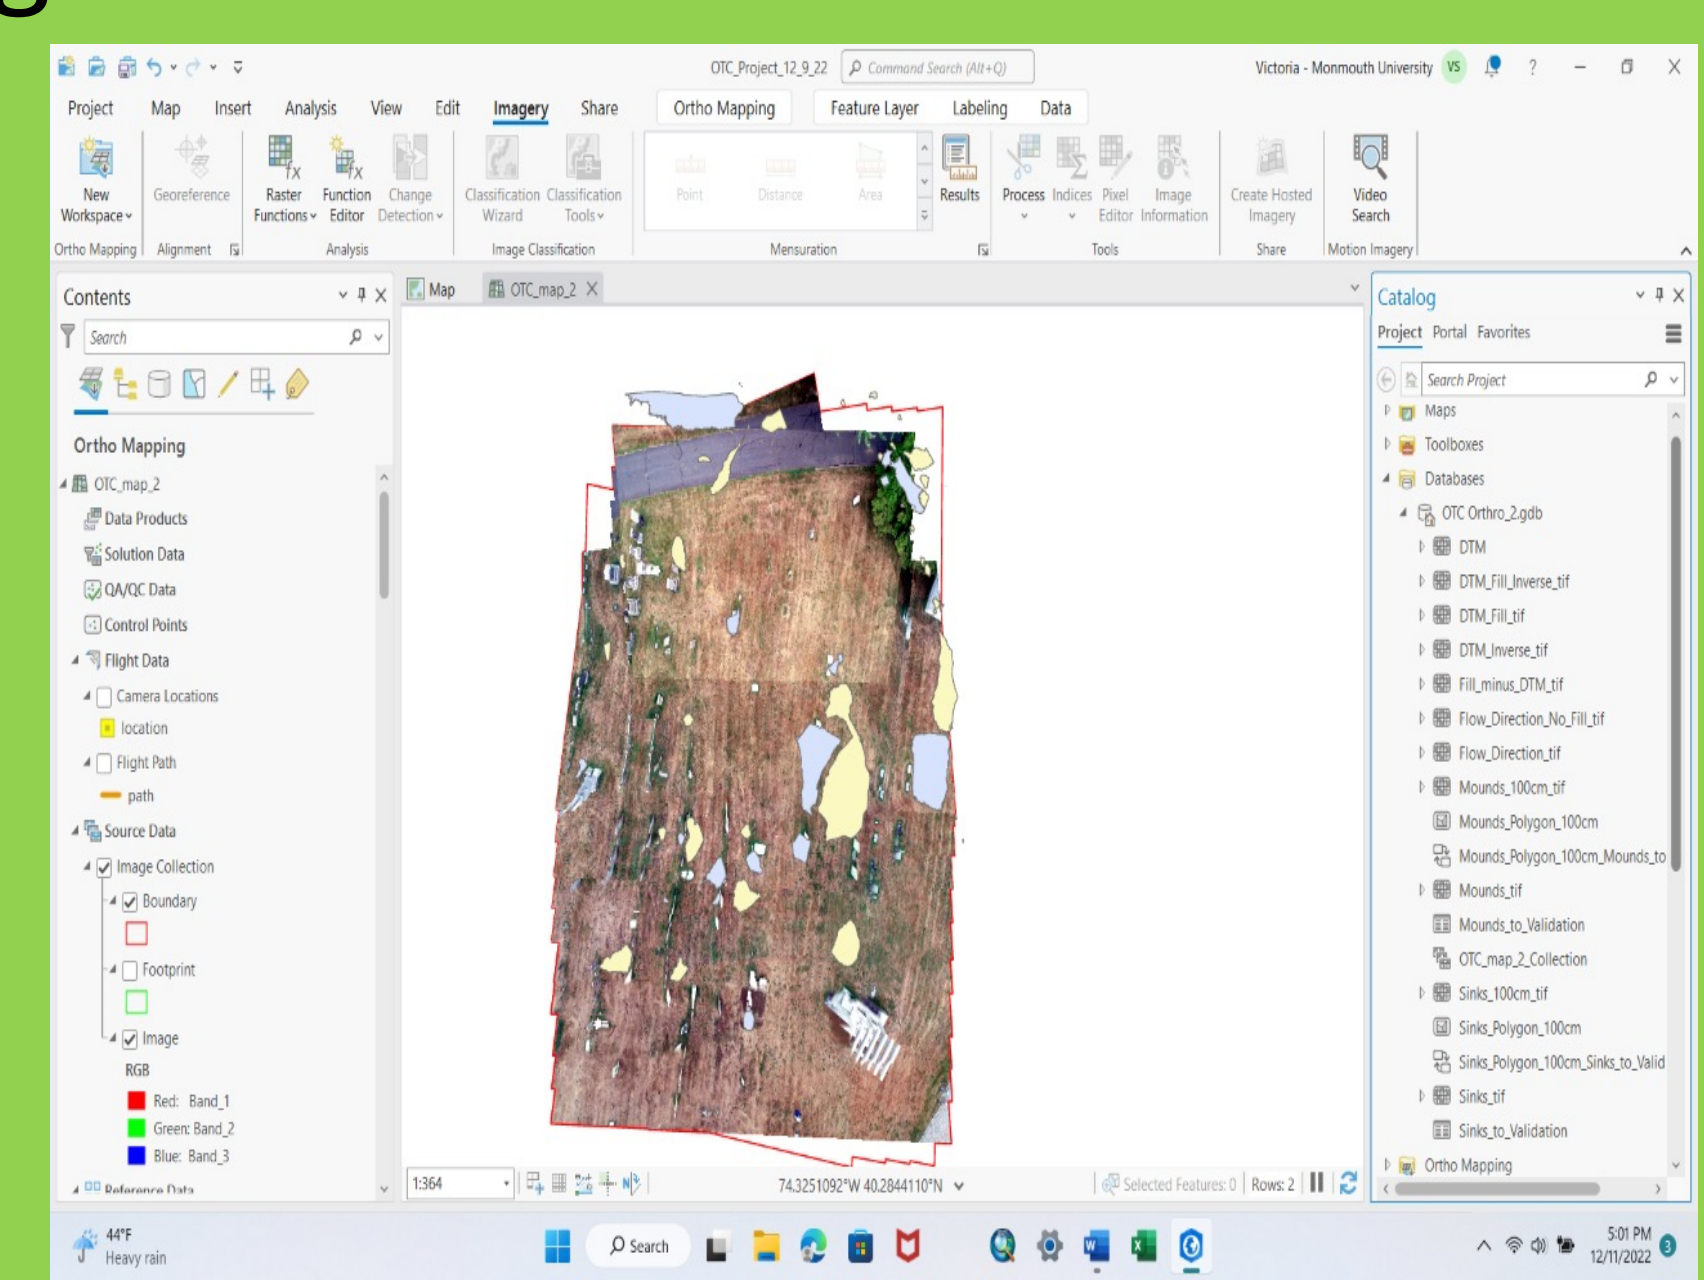 OTC_Project_12_9_22
Command Search (Alt+Q)
Victoria - Monmouth University
VS
?
Project Map Insert Analysis View Edit Imagery Share Ortho Mapping Feature Layer Labeling Data
New Workspace
Georeference
Raster Functions
Function Editor
Change Detection
Classification Wizard
Classification Tools
Point
Distance
Area
Results
Process
Indices
Pixel Editor
Image Information
Create Hosted Imagery
Video Search
Ortho Mapping Alignment Analysis Image Classification Mensuration Tools Share Motion Imagery
Contents
Search
Ortho Mapping
OTC_map_2
Data Products
Solution Data
QA/QC Data
Control Points
Flight Data
Camera Locations
location
Flight Path
path
Source Data
Image Collection
Boundary
Footprint
Image
RGB
Red: Band_1
Green: Band_2
Blue: Band_3
Reference Data
Map
OTC_map_2
1:364
74.3251092°W 40.2844110°N
Selected Features: 0
Rows: 2
Catalog
Project Portal Favorites
Search Project
Maps
Toolboxes
Databases
OTC Orthro_2.gdb
DTM
DTM_Fill_Inverse_tif
DTM_Fill_tif
DTM_Inverse_tif
Fill_minus_DTM_tif
Flow_Direction_No_Fill_tif
Flow_Direction_tif
Mounds_100cm_tif
Mounds_Polygon_100cm
Mounds_Polygon_100cm_Mounds_to
Mounds_tif
Mounds_to_Validation
OTC_map_2_Collection
Sinks_100cm_tif
Sinks_Polygon_100cm
Sinks_Polygon_100cm_Sinks_to_Valid
Sinks_tif
Sinks_to_Validation
Ortho Mapping
44°F
Heavy rain
Search
5:01 PM
12/11/2022
3